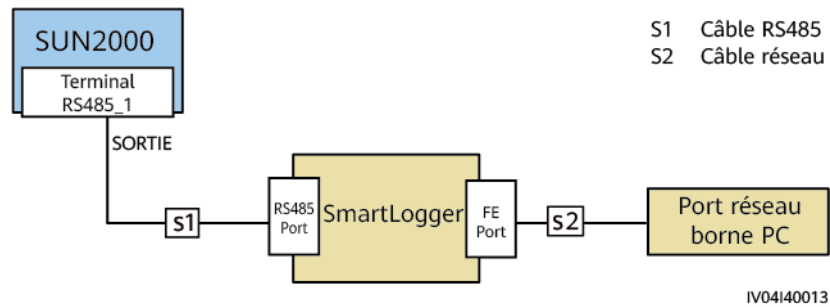 SUN2000
Terminal
RS485_1
SORTIE
S1 Câble RS485
S2 Câble réseau
S1
RS485
Port
SmartLogger
FE
Port
S2
Port réseau
borne PC
IV04I40013